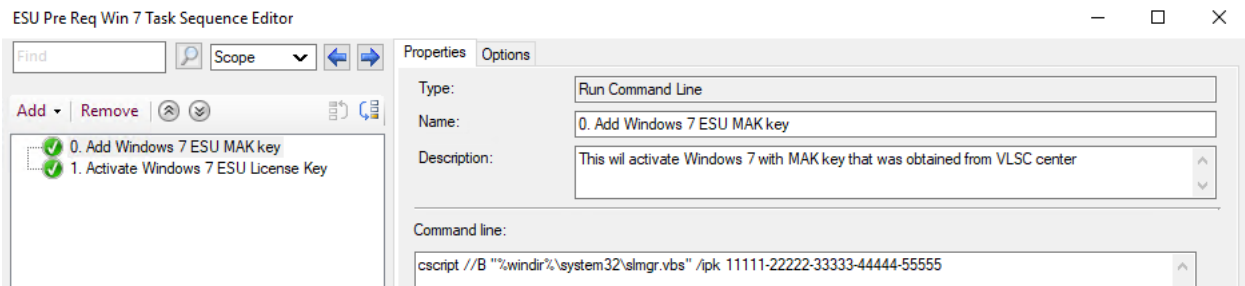 ESU Pre Req Win 7 Task Sequence Editor
Find
Scope
Properties Options
Add Remove
0. Add Windows 7 ESU MAK key
1. Activate Windows 7 ESU License Key
Type: Run Command Line
Name: 0. Add Windows 7 ESU MAK key
Description: This wil activate Windows 7 with MAK key that was obtained from VLSC center
Command line:
cscript //B "%windir%\system32\slmgr.vbs" /ipk 11111-22222-33333-44444-55555